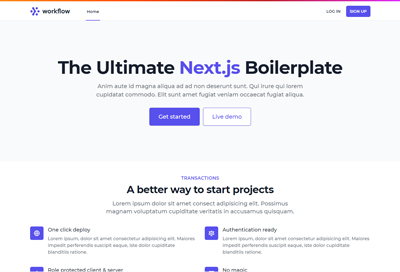 workflow
Home
LOG IN
SIGN UP
The Ultimate Next.js Boilerplate
Anim aute id magna aliqua ad ad non deserunt sunt. Qui irure qui lorem
cupidatat commodo. Elit sunt amet fugiat veniam occaecat fugiat aliqua.
Get started
Live demo
TRANSACTIONS
A better way to start projects
Lorem ipsum dolor sit amet consect adipisicing elit. Possimus
magnam voluptatum cupiditate veritatis in accusamus quisquam.
One click deploy
Lorem ipsum, dolor sit amet consectetur adipisicing elit. Maiores
impedit perferendis suscipit eaque, iste dolor cupiditate
blanditiis ratione.
Authentication ready
Lorem ipsum, dolor sit amet consectetur adipisicing elit. Maiores
impedit perferendis suscipit eaque, iste dolor cupiditate
blanditiis ratione.
Role protected client & server
No magic